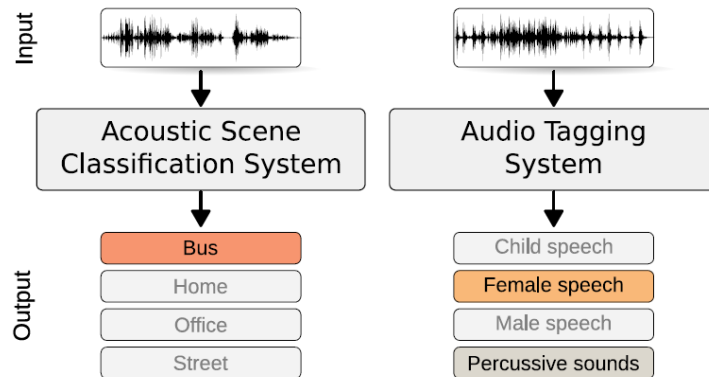 Input
Acoustic Scene
Classification System
Audio Tagging
System
Output
Bus
Home
Office
Street
Child speech
Female speech
Male speech
Percussive sounds